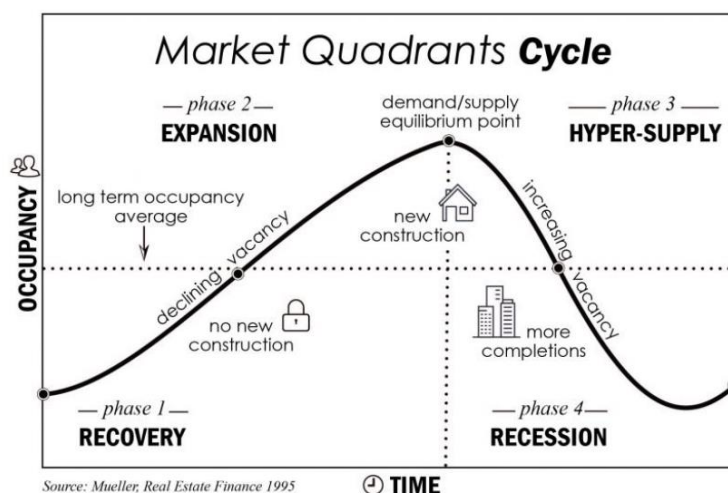 Market Quadrants Cycle
phase 2
EXPANSION
demand/supply
equilibrium point
phase 3
HYPER-SUPPLY
OCCUPANCY
long term occupancy
average
declining vacancy
new
construction
increasing vacancy
no new
construction
more
completions
phase 1
RECOVERY
phase 4
RECESSION
Source: Mueller, Real Estate Finance 1995
TIME